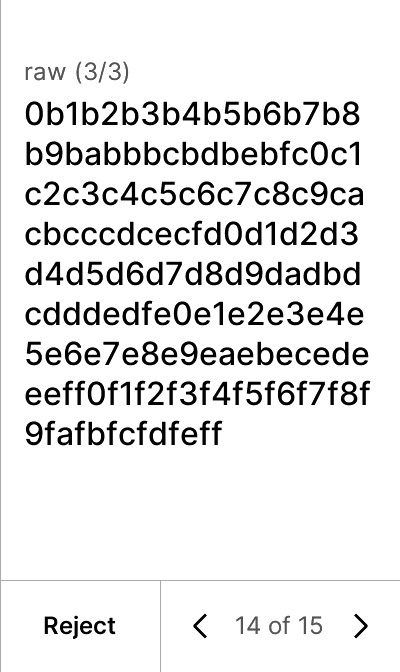 raw (3/3)
0b1b2b3b4b5b6b7b8
b9babbbcbdbebfc0c1
c2c3c4c5c6c7c8c9ca
cbcccdcecfd0d1d2d3
d4d5d6d7d8d9dadbd
cdddedfe0e1e2e3e4e
5e6e7e8e9eaebecede
eeff0f1f2f3f4f5f6f7f8f
9fafbfcfdfeff
Reject
14 of 15